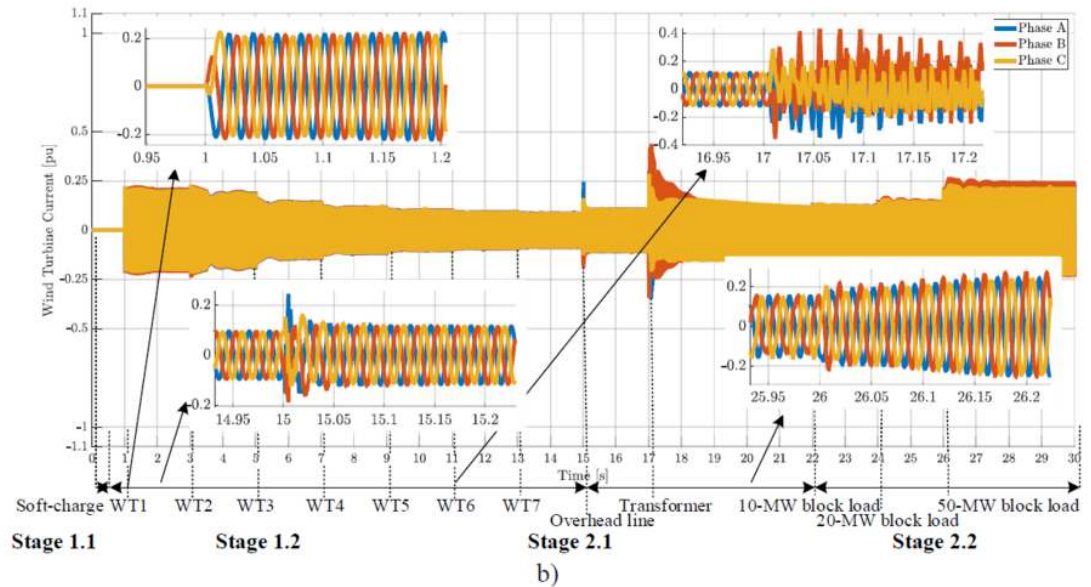 1.1
1
0.5
0.25
0
-0.25
-0.5
-1
-1.1
Wind Turbine Current [pu]
0.2
0
-0.2
0.95 1 1.05 1.1 1.15 1.2
0.4
0.2
0
-0.2
-0.4
16.95 17 17.05 17.1 17.15 17.2
Phase A
Phase B
Phase C
0.2
0
-0.2
14.95 15 15.05 15.1 15.15 15.2
0.2
0
-0.2
25.95 26 26.05 26.1 26.15 26.2
0 1 2 3 4 5 6 7 8 9 10 11 12 13 14 15 16 17 18 19 20 21 22 23 24 25 26 27 28 29 30
Time [s]
Soft-charge WT1 WT2 WT3 WT4 WT5 WT6 WT7 Transformer 10-MW block load 50-MW block load
Overhead line 20-MW block load
Stage 1.1 Stage 1.2 Stage 2.1 Stage 2.2
b)